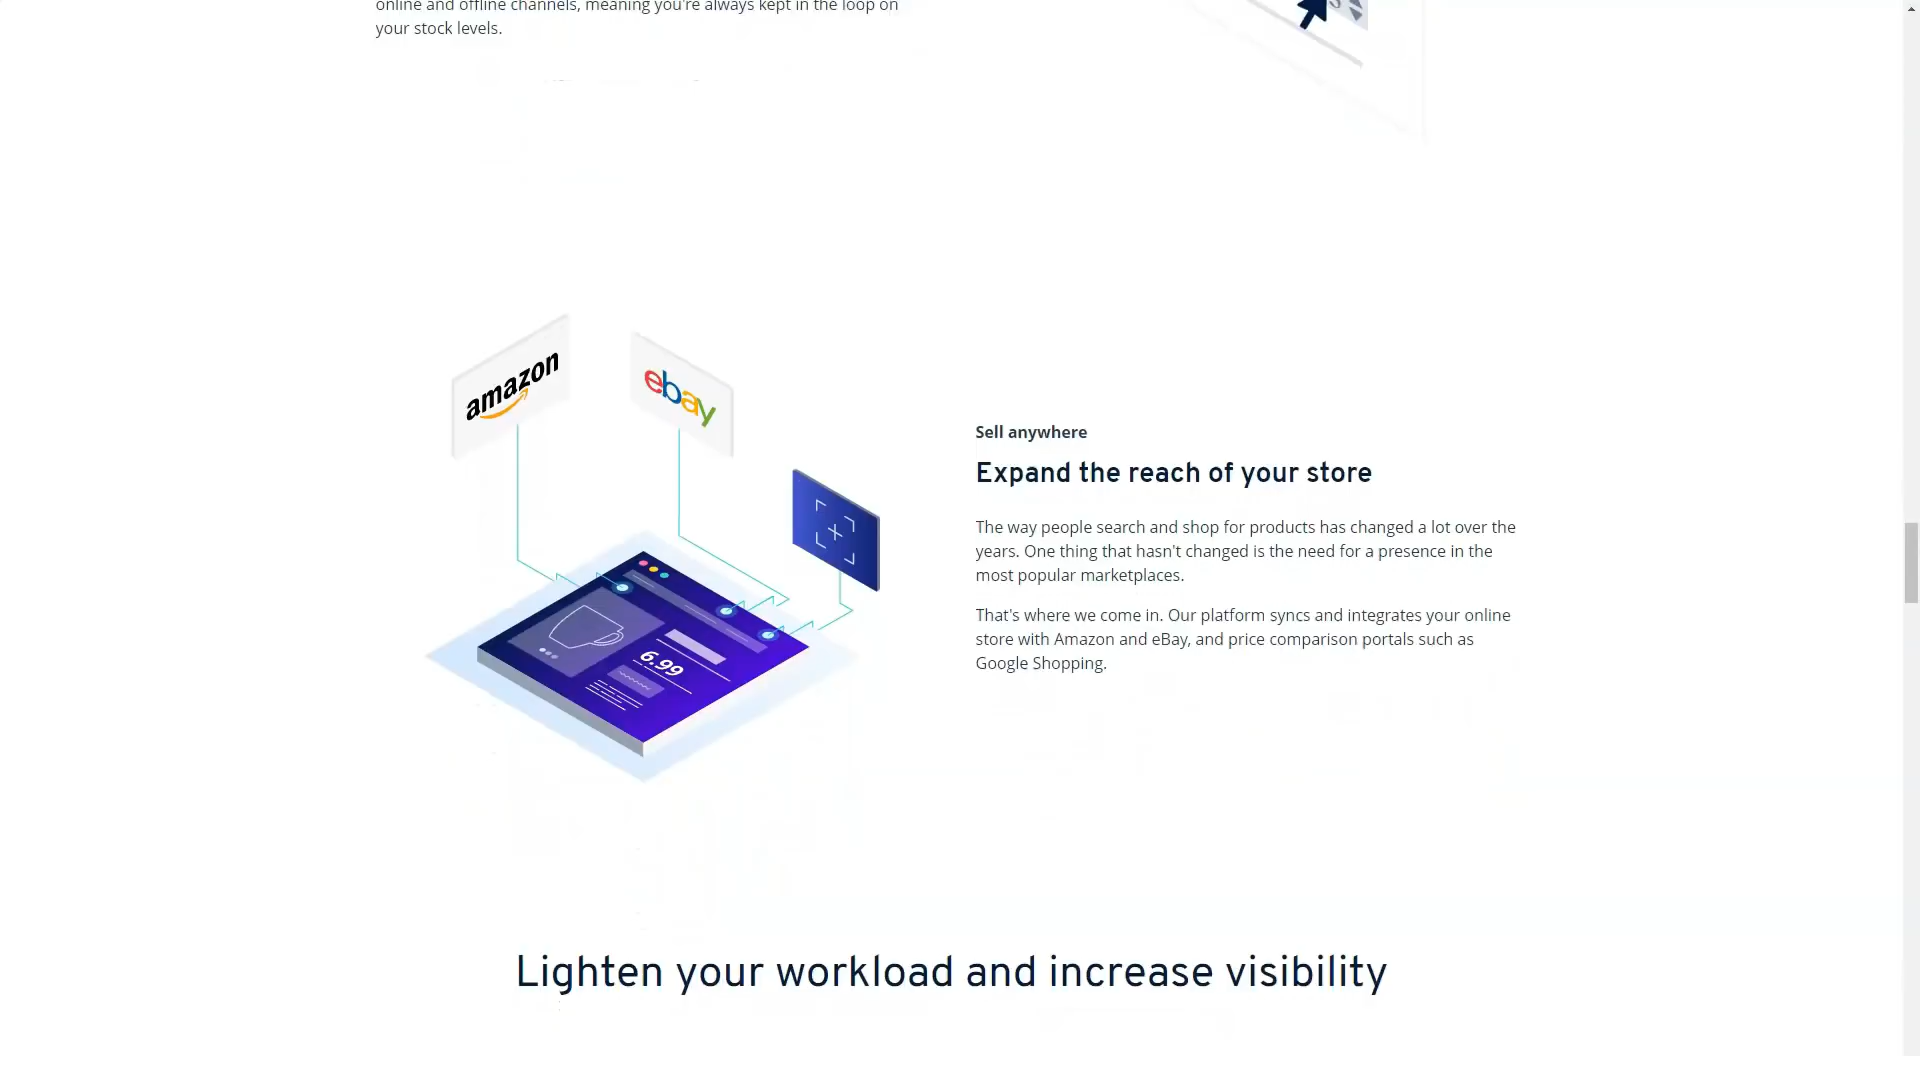 online and offline channels, meaning you're always kept in the loop on
your stock levels.
amazon
ebay
6.99
Sell anywhere
Expand the reach of your store
The way people search and shop for products has changed a lot over the
years. One thing that hasn't changed is the need for a presence in the
most popular marketplaces.
That's where we come in. Our platform syncs and integrates your online
store with Amazon and eBay, and price comparison portals such as
Google Shopping.
Lighten your workload and increase visibility